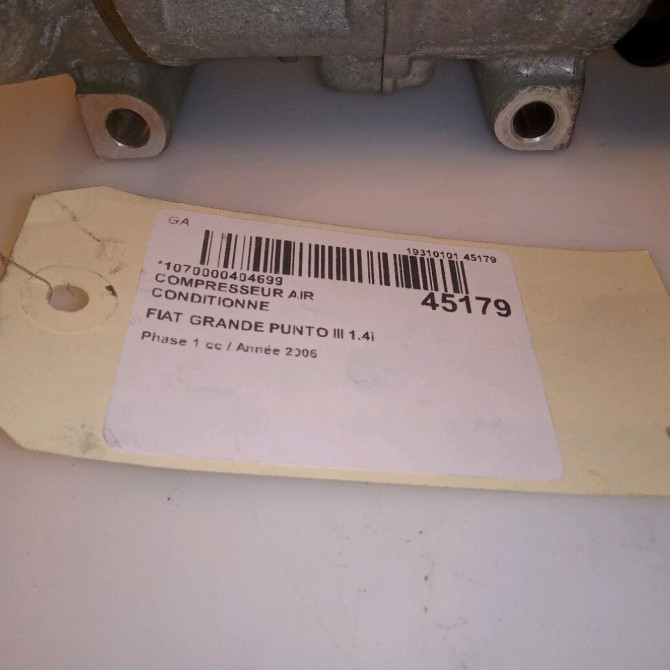 GA
19310101 45179
*1070000404699
45179
COMPRESSEUR AIR
CONDITIONNE
FIAT GRANDE PUNTO III 1.4i
Phase 1 cc / Année 2006